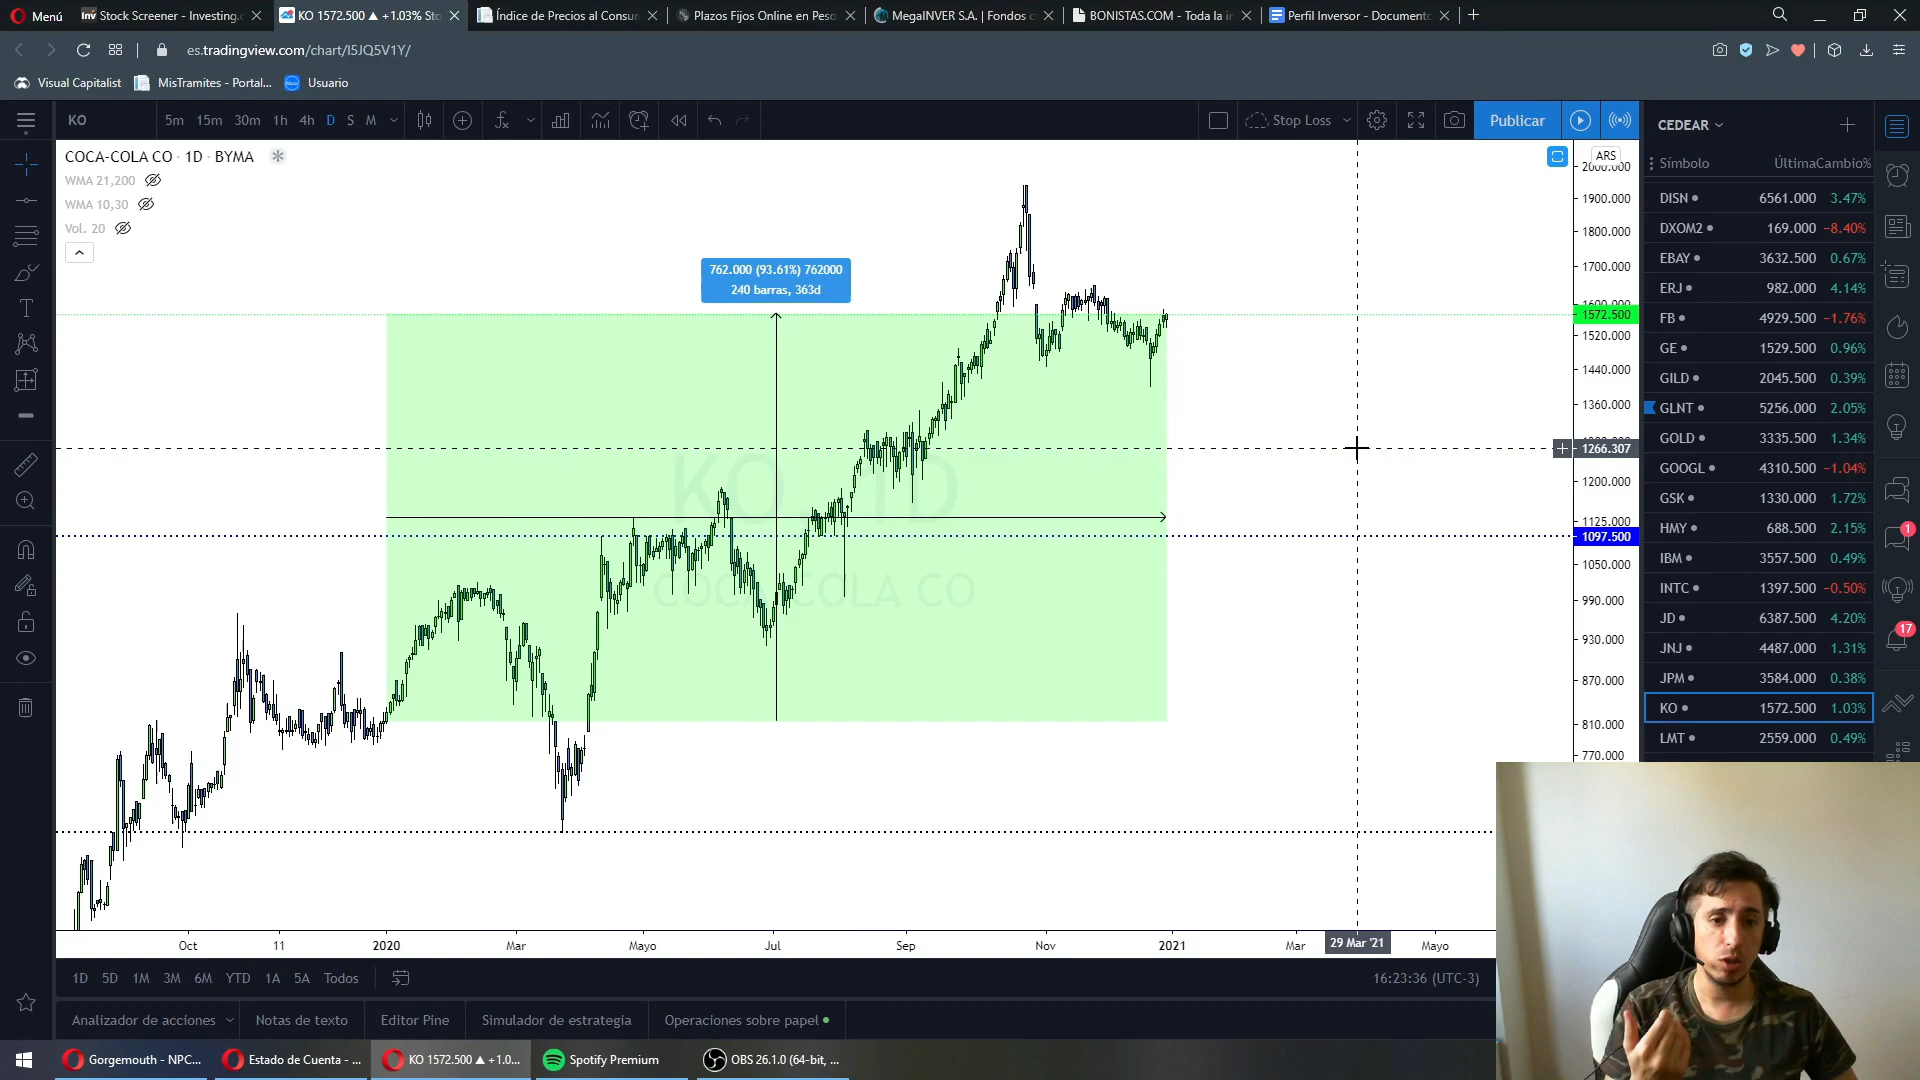 Menú
Stock Screener - Investing.
KO 1572.500 ▲ +1.03% Sto
Índice de Precios al Consum
Plazos Fijos Online en Peso
MegaINVER S.A. | Fondos
BONISTAS.COM - Toda la i
Perfil Inversor - Documento
es.tradingview.com/chart/I5JQ5V1Y/
Visual Capitalist
MisTramites - Portal...
Usuario
KO
5m 15m 30m 1h 4h D S M
Stop Loss
Publicar
CEDEAR
COCA-COLA CO · 1D · BYMA
WMA 21,200
WMA 10,30
Vol. 20
762.000 (93.61%) 762000
240 barras, 363d
KO, 1D
COCA-COLA CO
ARS
2000.000
1900.000
1800.000
1700.000
1600.000
1572.500
1520.000
1440.000
1360.000
1266.307
1200.000
1125.000
1097.500
1050.000
990.000
930.000
870.000
810.000
770.000
Símbolo Última Cambio%
DISN 6561.000 3.47%
DXOM2 169.000 −8.40%
EBAY 3632.500 0.67%
ERJ 982.000 4.14%
FB 4929.500 −1.76%
GE 1529.500 0.96%
GILD 2045.500 0.39%
GLNT 5256.000 2.05%
GOLD 3335.500 1.34%
GOOGL 4310.500 −1.04%
GSK 1330.000 1.72%
HMY 688.500 2.15%
IBM 3557.500 0.49%
INTC 1397.500 −0.50%
JD 6387.500 4.20%
JNJ 4487.000 1.31%
JPM 3584.000 0.38%
KO 1572.500 1.03%
LMT 2559.000 0.49%
1
17
Oct 11 2020 Mar Mayo Jul Sep Nov 2021 Mar 29 Mar '21 Mayo
1D 5D 1M 3M 6M YTD 1A 5A Todos
16:23:36 (UTC-3)
Analizador de acciones
Notas de texto
Editor Pine
Simulador de estrategia
Operaciones sobre papel
Gorgemouth - NPC...
Estado de Cuenta - ...
KO 1572.500 ▲ +1.0...
Spotify Premium
OBS 26.1.0 (64-bit, ...